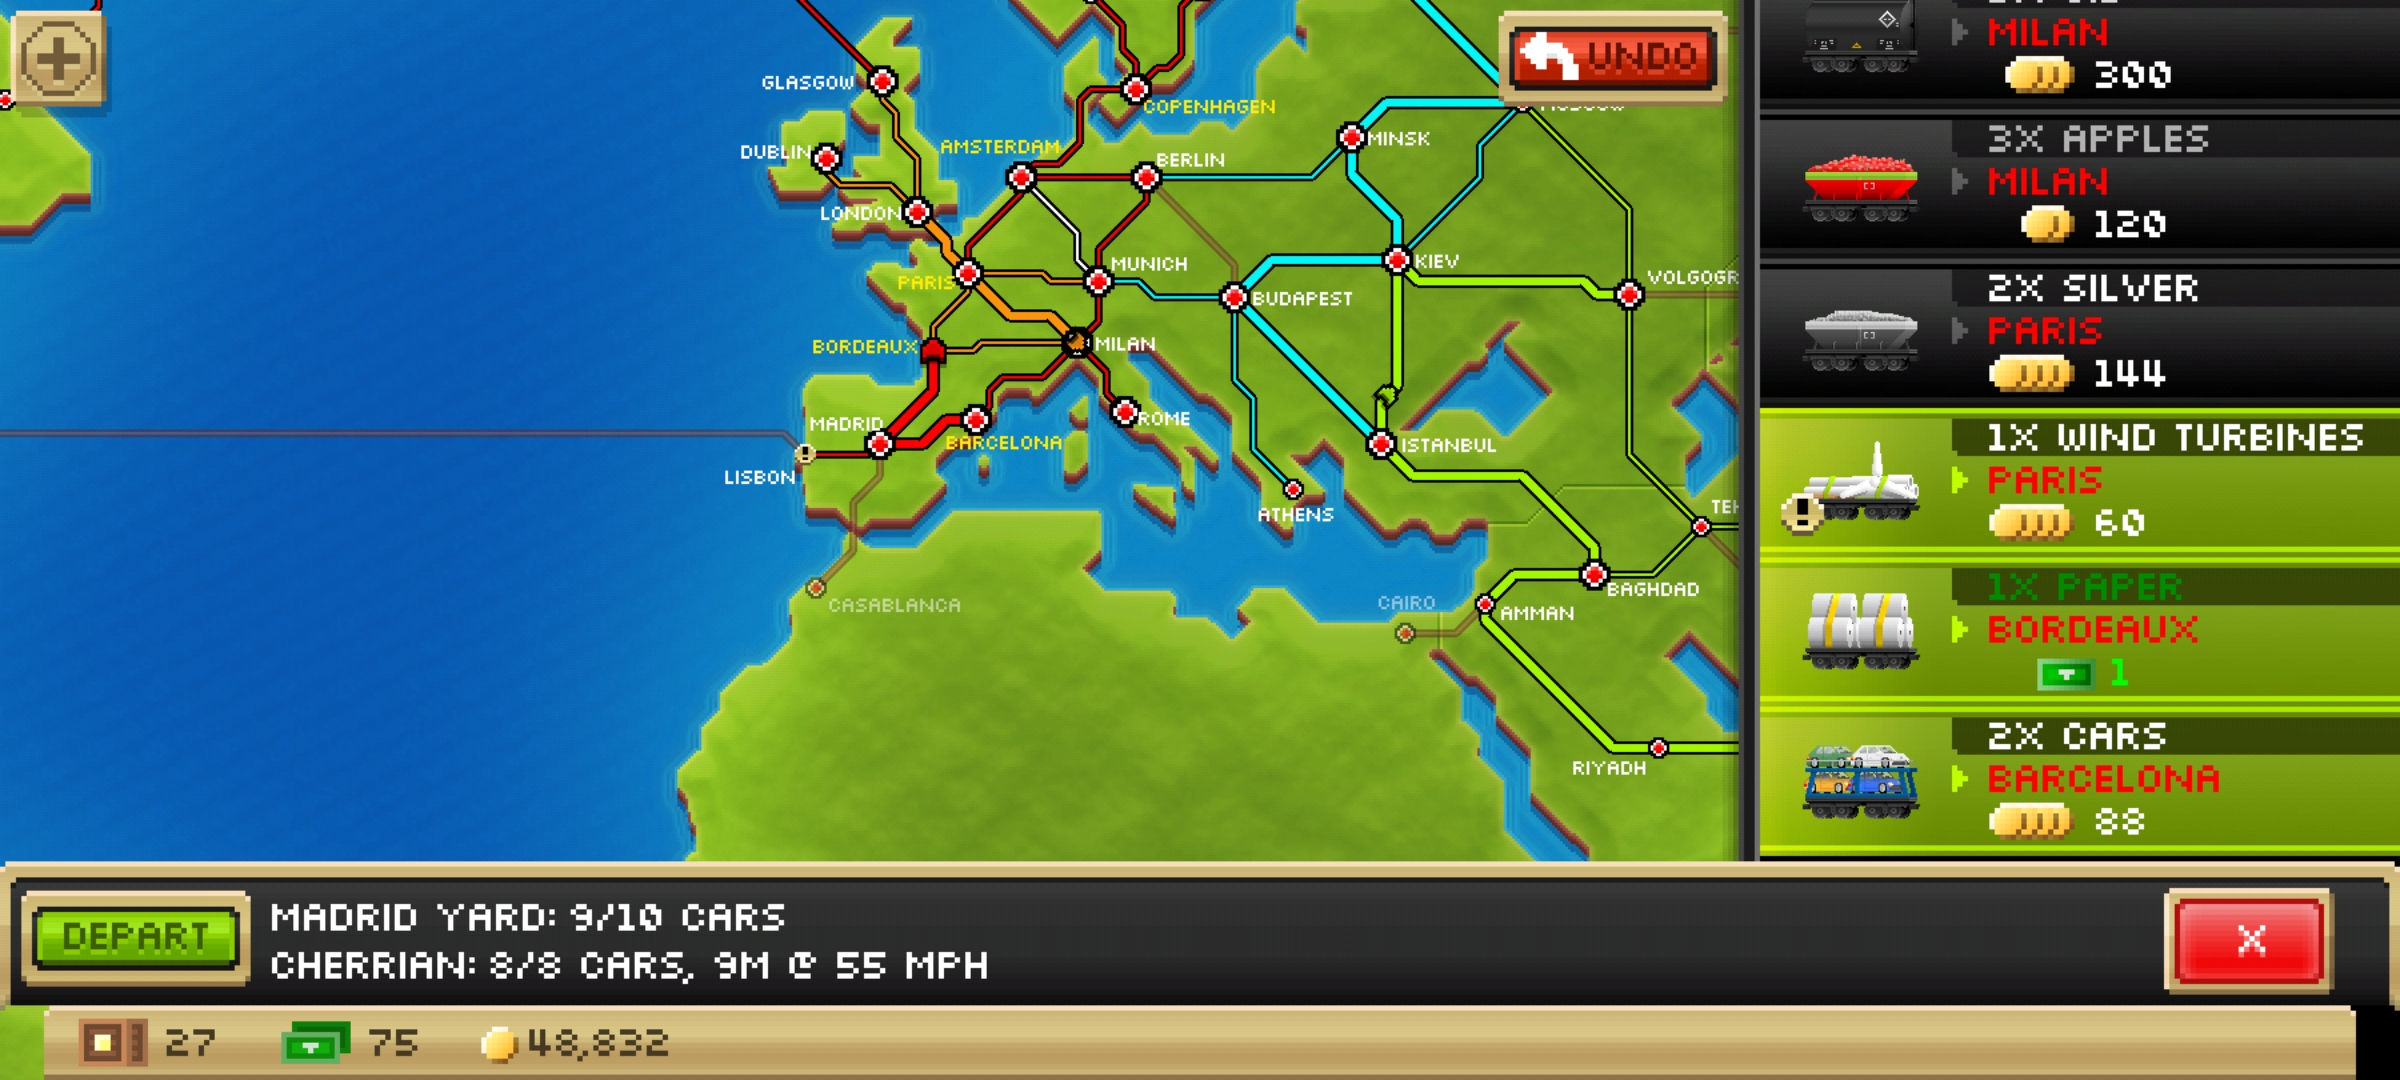 GLASGOW
COPENHAGEN
DUBLIN
AMSTERDAM
BERLIN
MINSK
LONDON
PARIS
MUNICH
BUDAPEST
KIEV
VOLGOGR
BORDEAUX
MILAN
MADRID
BARCELONA
ROME
ISTANBUL
LISBON
ATHENS
TEH
CASABLANCA
CAIRO
AMMAN
BAGHDAD
RIYADH
UNDO
MILAN
300
3X APPLES
MILAN
120
2X SILVER
PARIS
144
1X WIND TURBINES
PARIS
60
1X PAPER
BORDEAUX
1
2X CARS
BARCELONA
88
DEPART
MADRID YARD: 9/10 CARS
CHERRIAN: 8/8 CARS, 9M @ 55 MPH
X
27
75
48,832